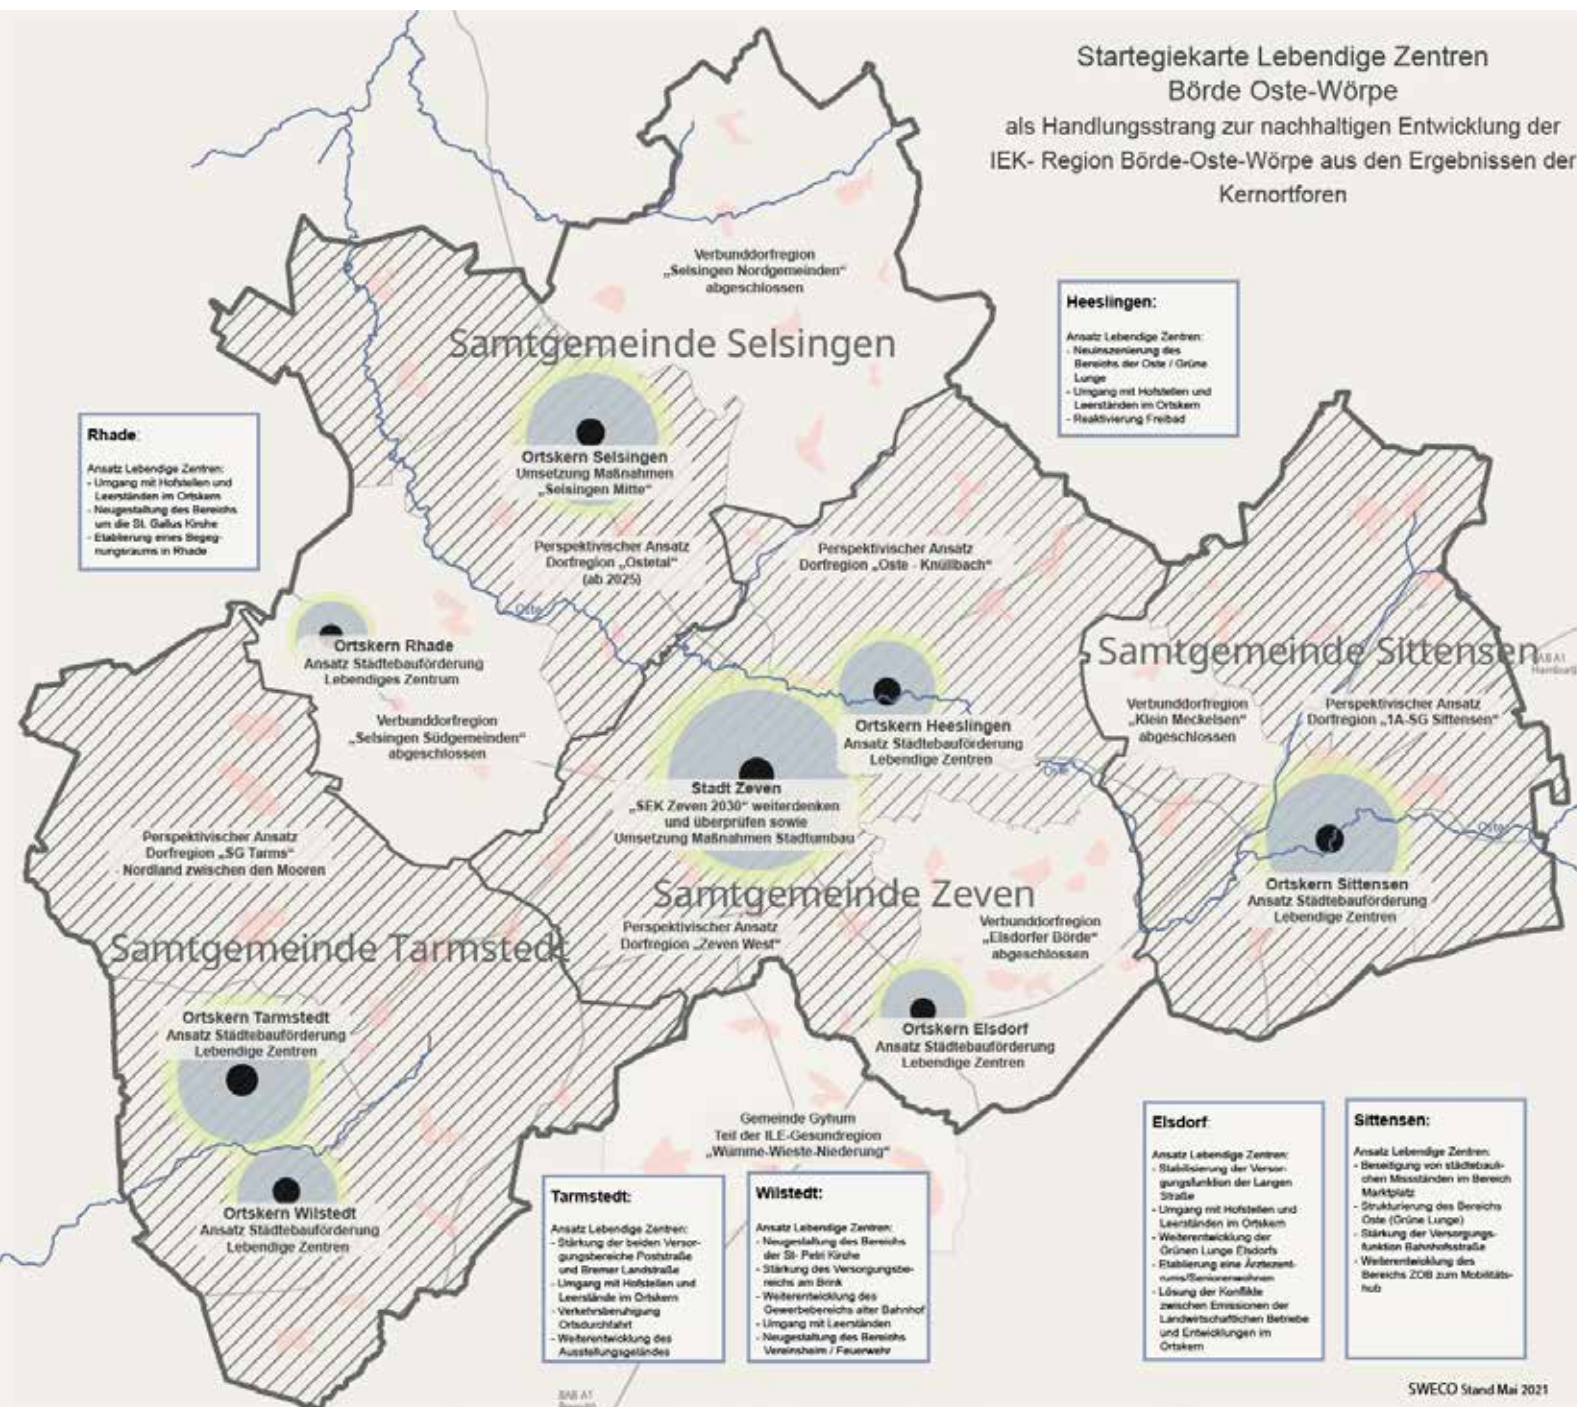 Startegiekarte Lebendige Zentren
Börde Oste-Wörpe
als Handlungsstrang zur nachhaltigen Entwicklung der
IEK- Region Börde-Oste-Wörpe aus den Ergebnissen der
Kernortforen
Verbunddorfregion
„Selsingen Nordgemeinden“
abgeschlossen
Samtgemeinde Selsingen
Heeslingen:
Ansatz Lebendige Zentren:
- Neuinszenierung des
Bereichs der Oste / Grüne
Lunge
- Umgang mit Hofstellen und
Leerständen im Ortskern
- Reaktivierung Freibad
Rhade:
Ansatz Lebendige Zentren:
- Umgang mit Hofstellen und
Leerständen im Ortskern
- Neugestaltung des Bereichs
um die St. Gallus Kirche
- Etablierung eines Begeg-
nungsraums in Rhade
Ortskern Selsingen
Umsetzung Maßnahmen
„Selsingen Mitte“
Perspektivischer Ansatz
Dorfregion „Ostetal“
(ab 2025)
Perspektivischer Ansatz
Dorfregion „Oste - Knüllbach“
Oste
Ortskern Rhade
Ansatz Städtebauförderung
Lebendiges Zentrum
Samtgemeinde Sittensen
BAB A1
Verbunddorfregion
„Klein Meckelsen“
abgeschlossen
Perspektivischer Ansatz
Dorfregion „1A-SG Sittensen“
Verbunddorfregion
„Selsingen Südgemeinden“
abgeschlossen
Ortskern Heeslingen
Ansatz Städtebauförderung
Lebendige Zentren
Oste
Stadt Zeven
„SEK Zeven 2030“ weiterdenken
und überprüfen sowie
Umsetzung Maßnahmen Stadtumbau
Oste
Perspektivischer Ansatz
Dorfregion „SG Tarms“
Nordland zwischen den Mooren
Ortskern Sittensen
Ansatz Städtebauförderung
Lebendige Zentren
Samtgemeinde Zeven
Perspektivischer Ansatz
Dorfregion „Zeven West“
Verbunddorfregion
„Elsdorfer Börde“
abgeschlossen
Samtgemeinde Tarmstedt
Ortskern Tarmstedt
Ansatz Städtebauförderung
Lebendige Zentren
Ortskern Elsdorf
Ansatz Städtebauförderung
Lebendige Zentren
Gemeinde Gyhum
Teil der ILE-Gesundregion
„Wümme-Wieste-Niederung“
Ortskern Wilstedt
Ansatz Städtebauförderung
Lebendige Zentren
Tarmstedt:
Ansatz Lebendige Zentren:
- Stärkung der beiden Versor-
gungsbereiche Poststraße
und Bremer Landstraße
- Umgang mit Hofstellen und
Leerstände im Ortskern
- Verkehrsberuhigung
Ortsdurchfahrt
- Weiterentwicklung des
Ausstellungsgeländes
Wilstedt:
Ansatz Lebendige Zentren:
- Neugestaltung des Bereichs
der St- Petri Kirche
- Stärkung des Versorgungsbe-
reichs am Brink
- Weiterentwicklung des
Gewerbebereichs alter Bahnhof
- Umgang mit Leerständen
- Neugestaltung des Bereichs
Vereinsheim / Feuerwehr
Elsdorf:
Ansatz Lebendige Zentren:
- Stabilisierung der Versor-
gungsfunktion der Langen
Straße
- Umgang mit Hofstellen und
Leerständen im Ortskern
- Weiterentwicklung der
Grünen Lunge Elsdorfs
- Etablierung eine Ärztezent-
rums/Seniorenwohnen
- Lösung der Konflikte
zwischen Emissionen der
Landwirtschaftlichen Betriebe
und Entwicklungen im
Ortskern
Sittensen:
Ansatz Lebendige Zentren:
- Beseitigung von städtebauli-
chen Missständen im Bereich
Marktplatz
- Strukturierung des Bereichs
Oste (Grüne Lunge)
- Stärkung der Versorgungs-
funktion Bahnhofstraße
- Weiterentwicklung des
Bereichs ZOB zum Mobilitäts-
hub
BAB A1
SWECO Stand Mai 2021